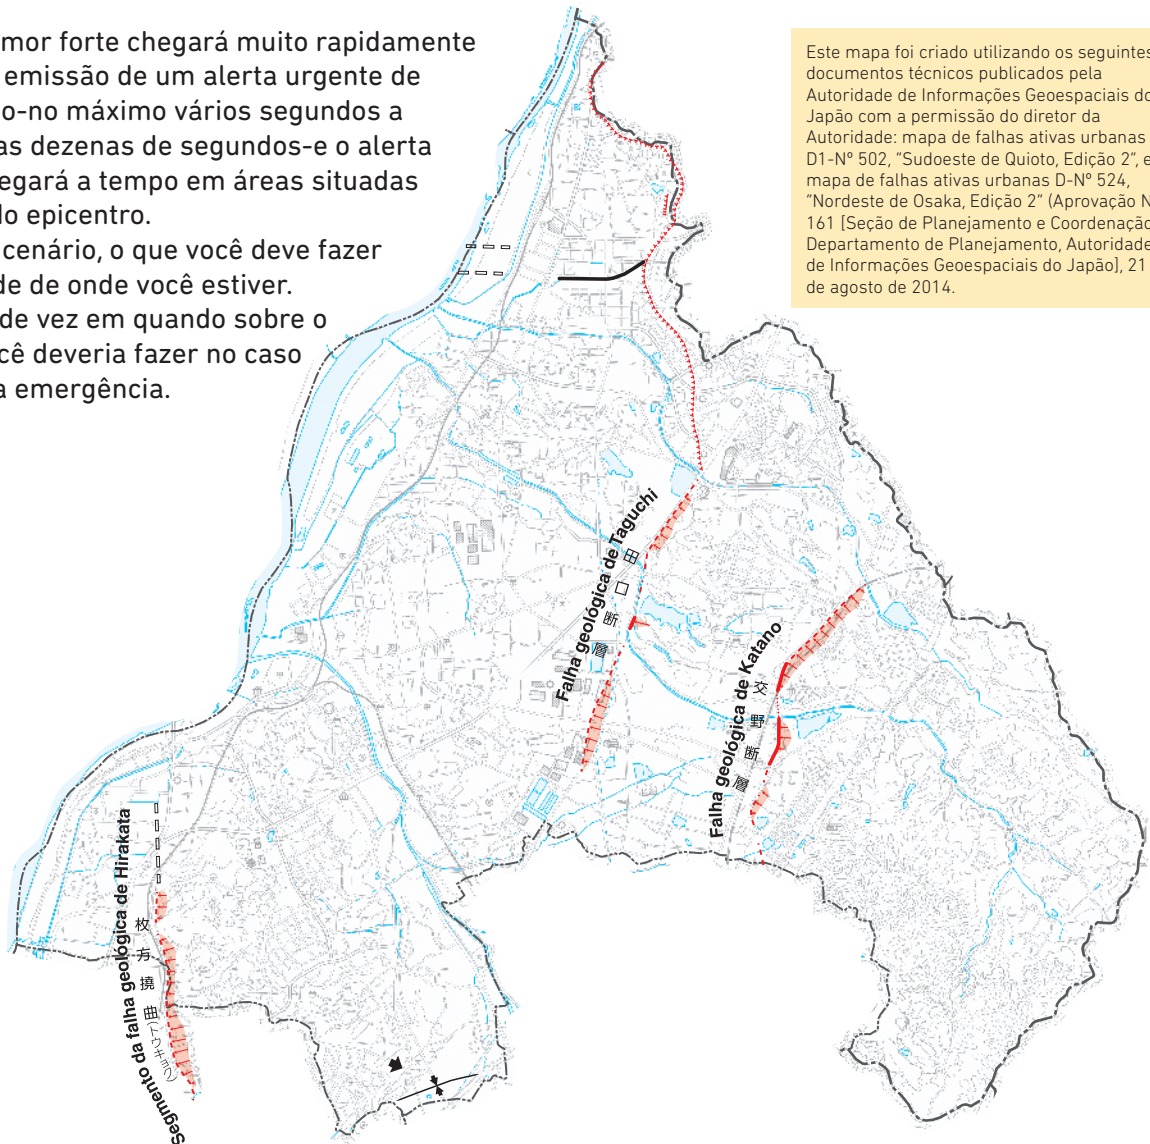 mor forte chegará muito rapidamente
emissão de um alerta urgente de
o-no máximo vários segundos a
as dezenas de segundos-e o alerta
egará a tempo em áreas situadas
do epicentro.
cenário, o que você deve fazer
de de onde você estiver.
de vez em quando sobre o
cê deveria fazer no caso
a emergência.
Este mapa foi criado utilizando os seguintes
documentos técnicos publicados pela
Autoridade de Informações Geoespaciais do
Japão com a permissão do diretor da
Autoridade: mapa de falhas ativas urbanas
D1-Nº 502, "Sudoeste de Quioto, Edição 2", e
mapa de falhas ativas urbanas D-Nº 524,
"Nordeste de Osaka, Edição 2" (Aprovação N
161 [Seção de Planejamento e Coordenação
Departamento de Planejamento, Autoridade
de Informações Geoespaciais do Japão], 21
de agosto de 2014.
Falha geológica de Taguchi
田口断層
Falha geológica de Katano
交野断層
Segmento da falha geológica de Hirakata
枚方撓曲(トウキョク)